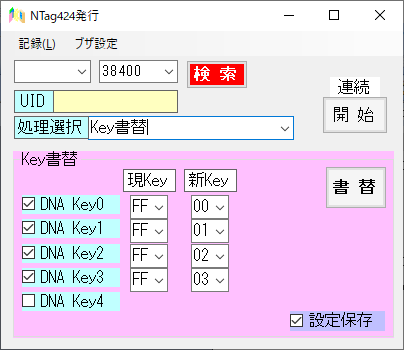 NTag424発行
記録(L) ブザ設定
38400 検 索
連続
UID
開 始
処理選択 Key書替
Key書替
現Key 新Key
書 替
DNA Key0 FF 00
DNA Key1 FF 01
DNA Key2 FF 02
DNA Key3 FF 03
DNA Key4
設定保存